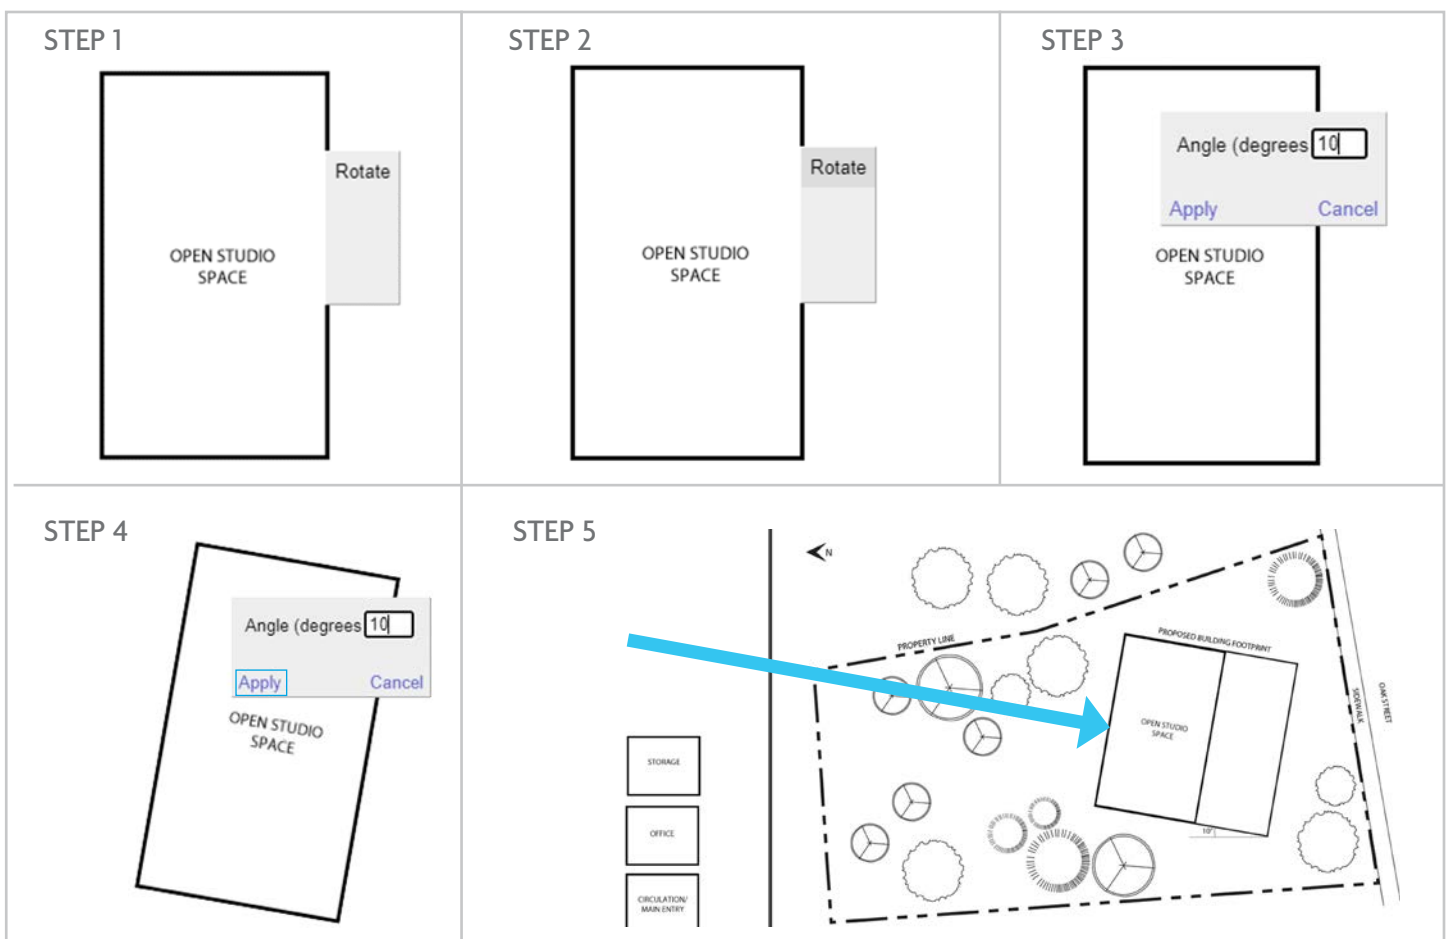 STEP 1
OPEN STUDIO
SPACE
Rotate
STEP 2
OPEN STUDIO
SPACE
Rotate
STEP 3
Angle (degrees 10
Apply Cancel
OPEN STUDIO
SPACE
STEP 4
Angle (degrees 10
Apply Cancel
OPEN STUDIO
SPACE
STEP 5
N
PROPERTY LINE
PROPOSED BUILDING FOOTPRINT
OAK STREET
SIDEWALK
OPEN STUDIO
SPACE
10°
STORAGE
OFFICE
CIRCULATION/
MAIN ENTRY